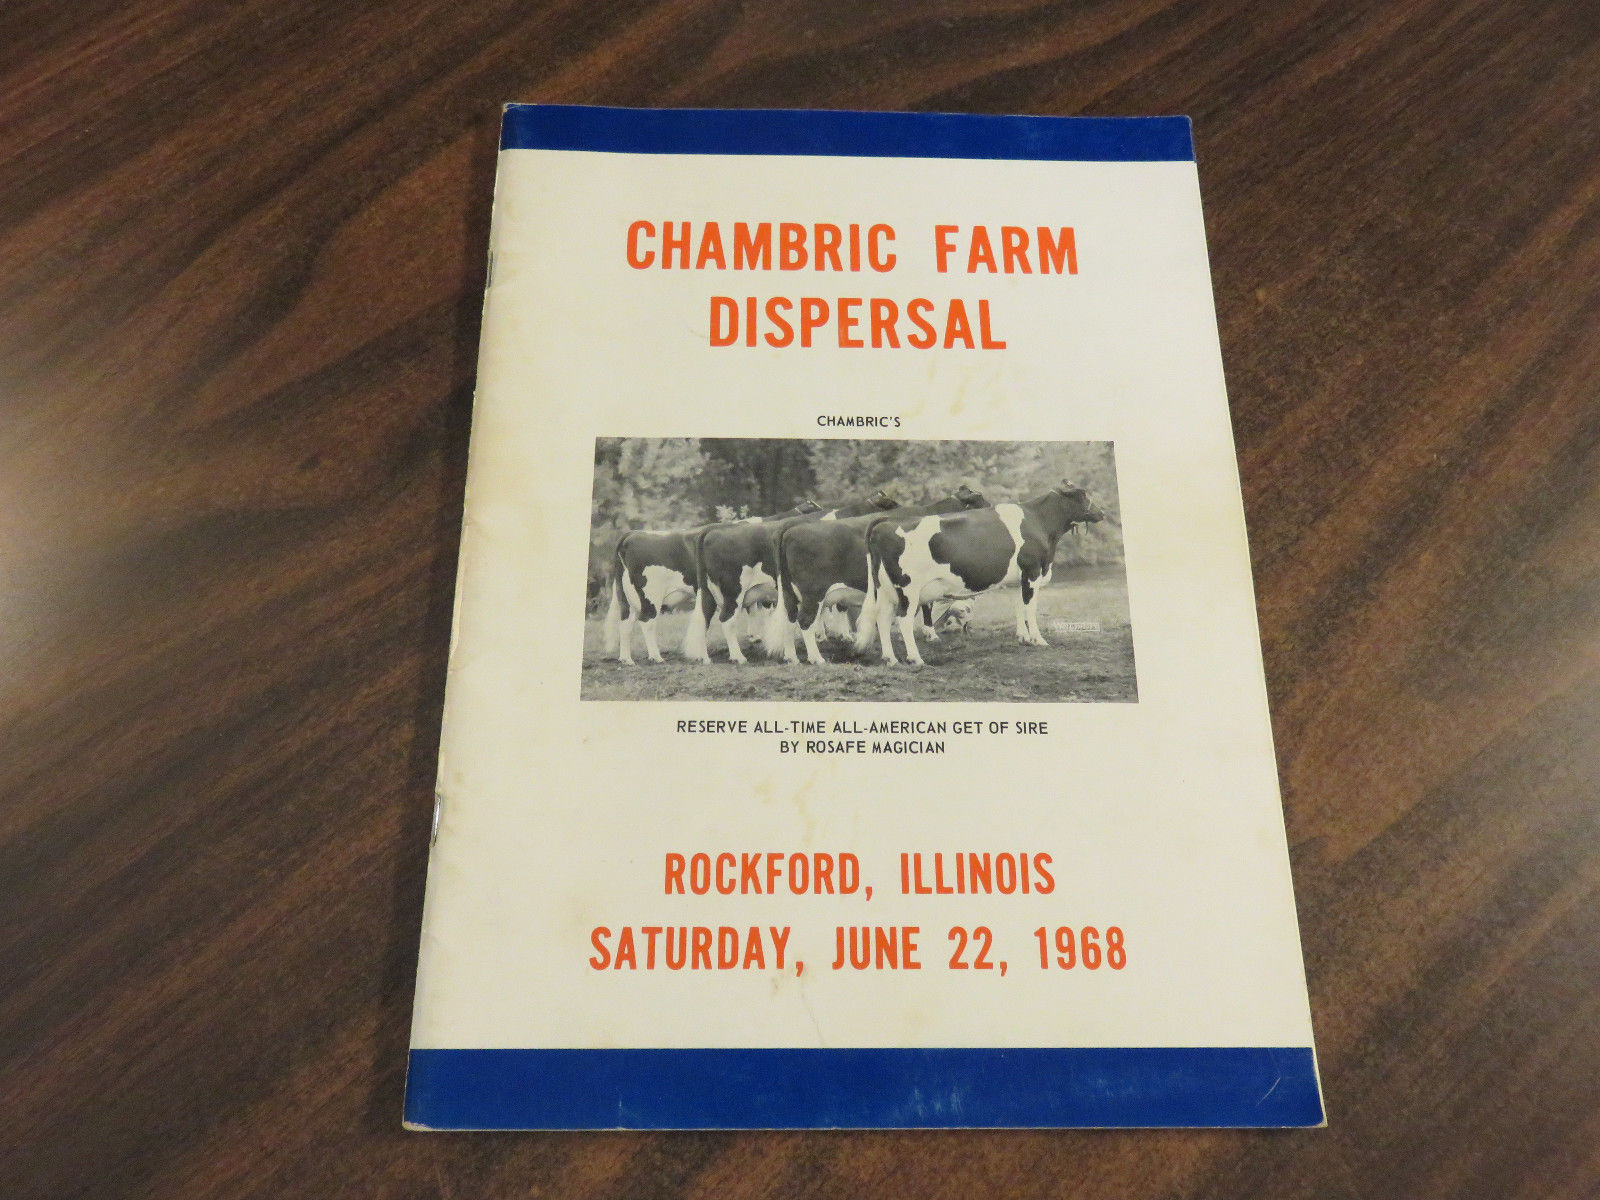 CHAMBRIC FARM
DISPERSAL
CHAMBRIC'S
RESERVE ALL-TIME ALL-AMERICAN GET OF SIRE
BY ROSAFE MAGICIAN
ROCKFORD, ILLINOIS
SATURDAY, JUNE 22, 1968